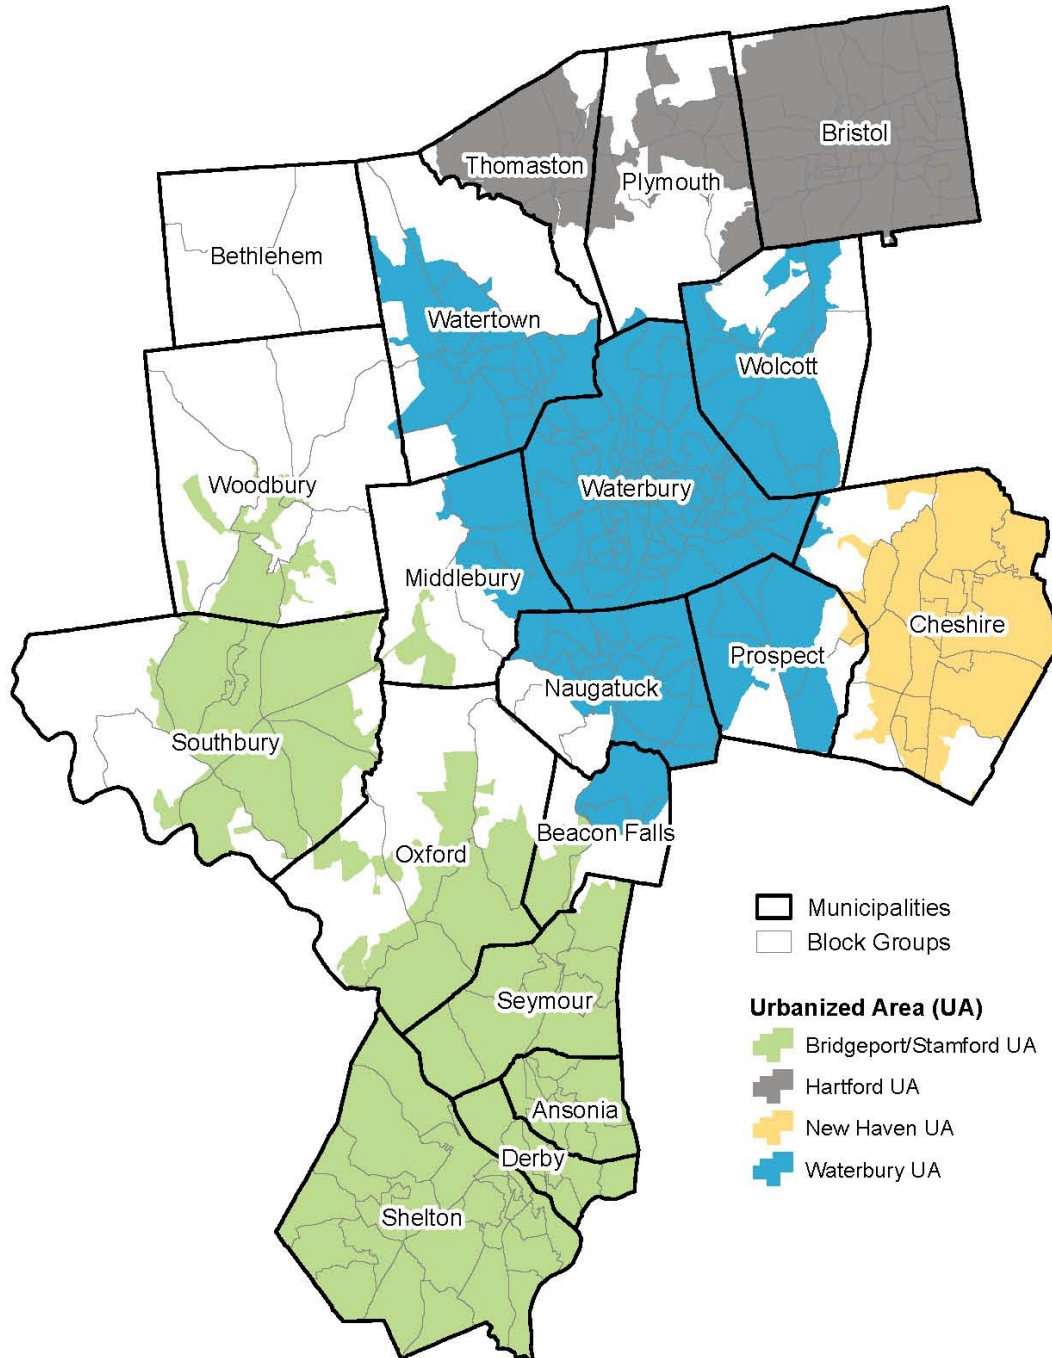 Bristol
Thomaston
Plymouth
Bethlehem
Watertown
Wolcott
Woodbury
Waterbury
Middlebury
Cheshire
Prospect
Naugatuck
Southbury
Beacon Falls
Oxford
Municipalities
Block Groups
Seymour
Urbanized Area (UA)
Bridgeport/Stamford UA
Hartford UA
Ansonia
New Haven UA
Derby
Waterbury UA
Shelton